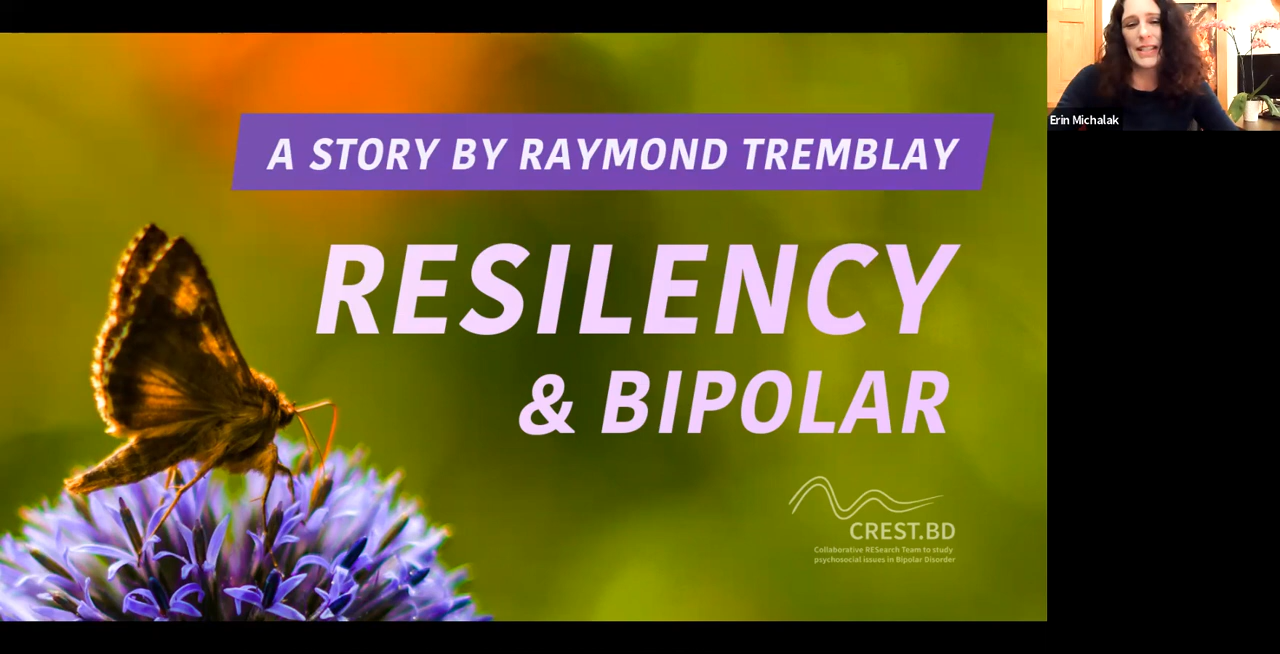 A STORY BY RAYMOND TREMBLAY
RESILENCY
& BIPOLAR
CREST.BD
Collaborative RESearch Team to study
psychosocial issues in Bipolar Disorder
Erin Michalak